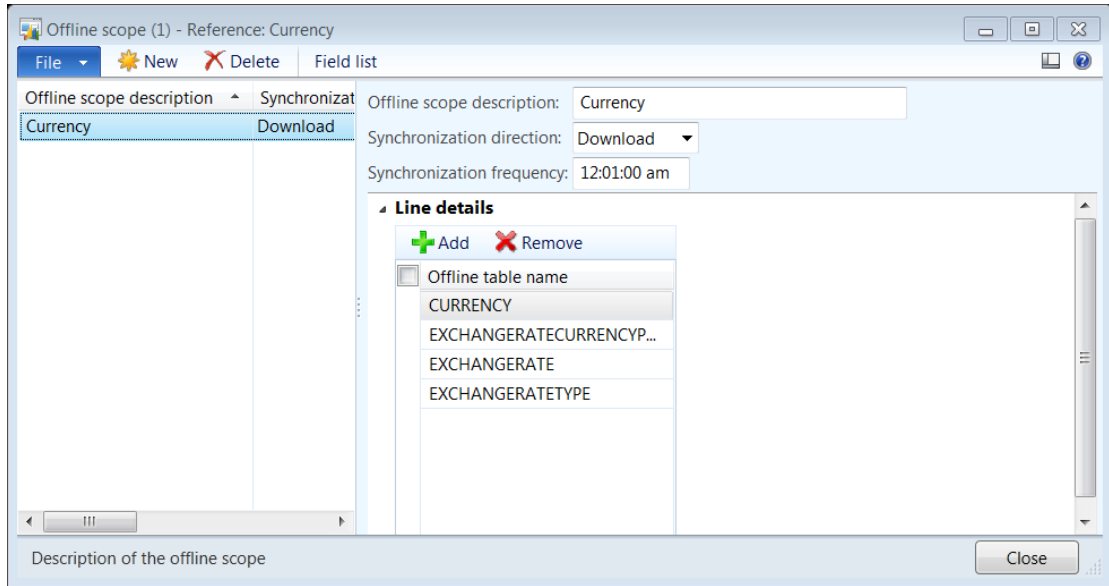 Offline scope (1) - Reference: Currency
File New Delete Field list
Offline scope description Synchronizat
Currency Download
Offline scope description: Currency
Synchronization direction: Download
Synchronization frequency: 12:01:00 am
Line details
Add Remove
Offline table name
CURRENCY
EXCHANGERATECURRENCYP...
EXCHANGERATE
EXCHANGERATETYPE
Description of the offline scope
Close